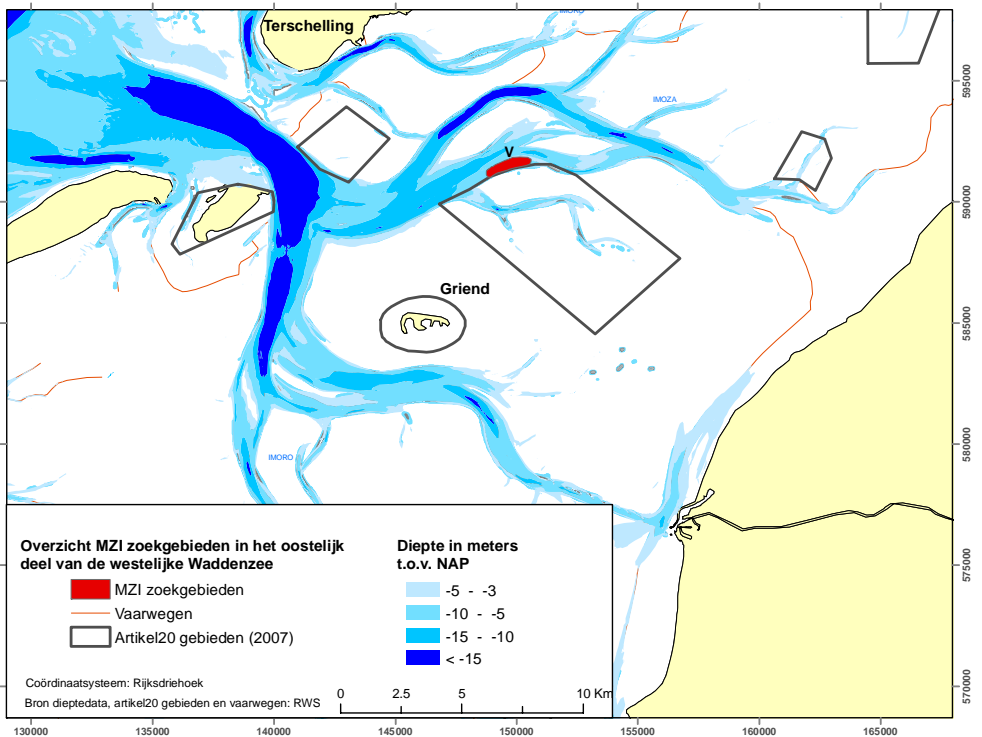 IMORO
Terschelling
IMOZA
V
Griend
IMORO
595000
590000
585000
580000
575000
570000
Overzicht MZI zoekgebieden in het oostelijk
deel van de westelijke Waddenzee
MZI zoekgebieden
Vaarwegen
Artikel20 gebieden (2007)
Diepte in meters
t.o.v. NAP
-5 - -3
-10 - -5
-15 - -10
< -15
Coördinaatsysteem: Rijksdriehoek
Bron dieptedata, artikel20 gebieden en vaarwegen: RWS
0 2.5 5 10 Km
130000 135000 140000 145000 150000 155000 160000 165000